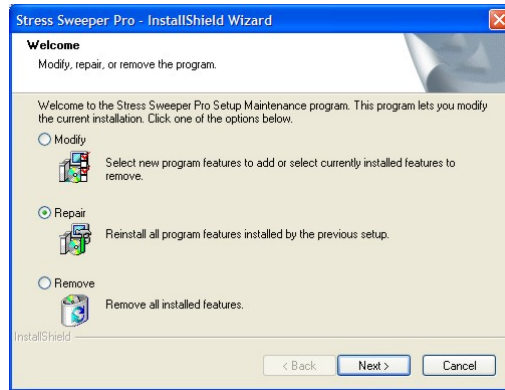 Stress Sweeper Pro - InstallShield Wizard
Welcome
Modify, repair, or remove the program.
Welcome to the Stress Sweeper Pro Setup Maintenance program. This program lets you modify
the current installation. Click one of the options below.
Modify
Select new program features to add or select currently installed features to
remove.
Repair
Reinstall all program features installed by the previous setup.
Remove
Remove all installed features.
InstallShield
< Back Next > Cancel